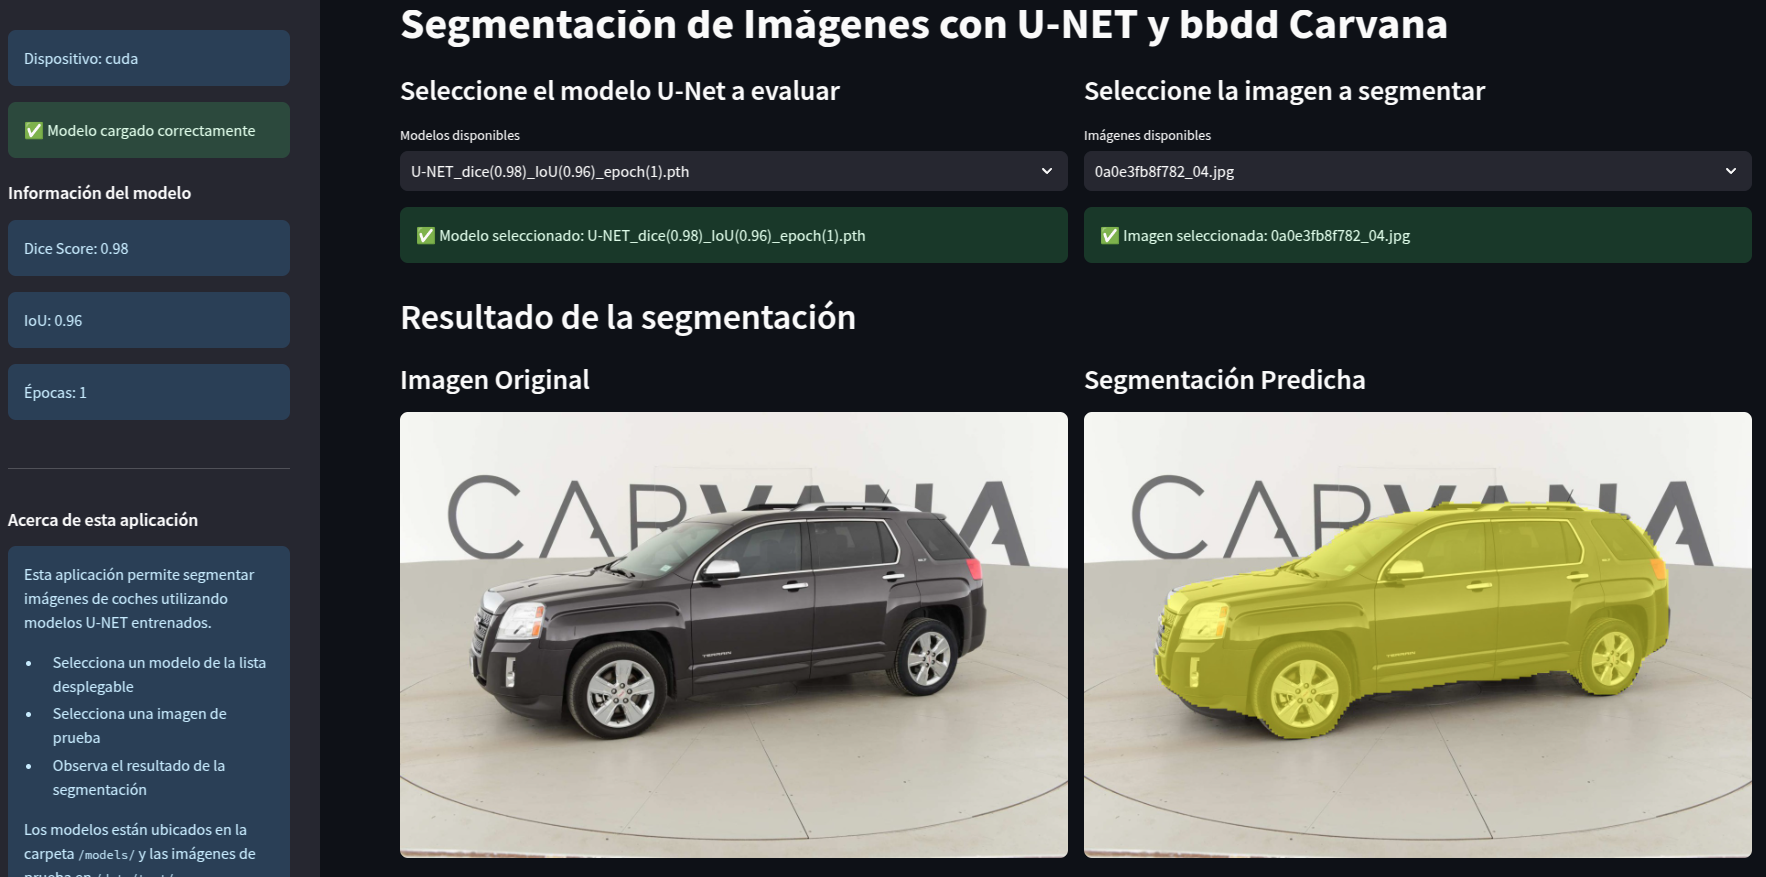 Dispositivo: cuda
✅ Modelo cargado correctamente
Información del modelo
Dice Score: 0.98
IoU: 0.96
Épocas: 1
Acerca de esta aplicación
Esta aplicación permite segmentar
imágenes de coches utilizando
modelos U-NET entrenados.
• Selecciona un modelo de la lista
desplegable
• Selecciona una imagen de
prueba
• Observa el resultado de la
segmentación
Los modelos están ubicados en la
carpeta /models/ y las imágenes de
Segmentación de Imágenes con U-NET y bbdd Carvana
Seleccione el modelo U-Net a evaluar
Modelos disponibles
U-NET_dice(0.98)_IoU(0.96)_epoch(1).pth
✅ Modelo seleccionado: U-NET_dice(0.98)_IoU(0.96)_epoch(1).pth
Seleccione la imagen a segmentar
Imágenes disponibles
0a0e3fb8f782_04.jpg
✅ Imagen seleccionada: 0a0e3fb8f782_04.jpg
Resultado de la segmentación
Imagen Original
CARVANA
Segmentación Predicha
CARVANA